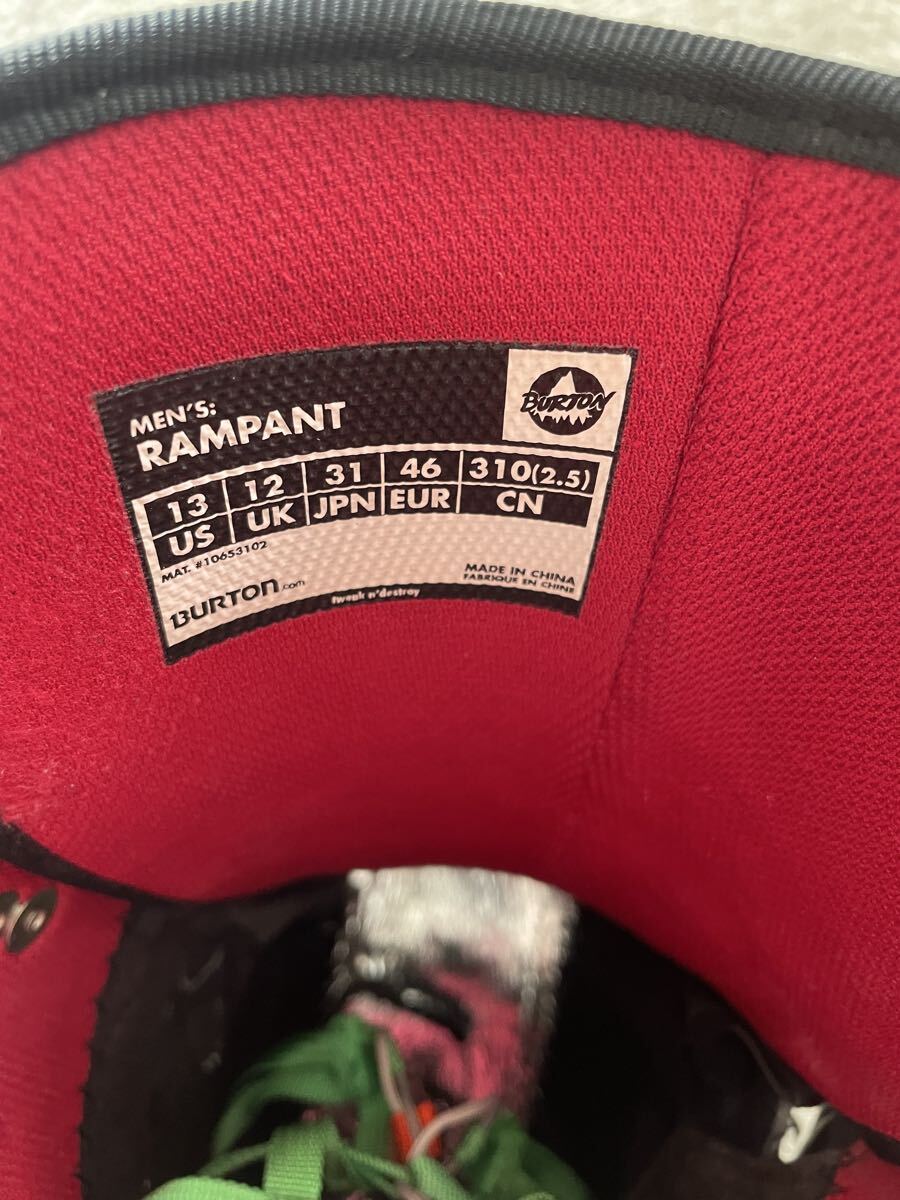 MEN'S:
RAMPANT
BURTON
13 12 31 46 310(2.5)
US UK JPN EUR CN
MAT. #10653102
MADE IN CHINA
FABRIQUE EN CHINE
BURTON.com
tweak n'destroy